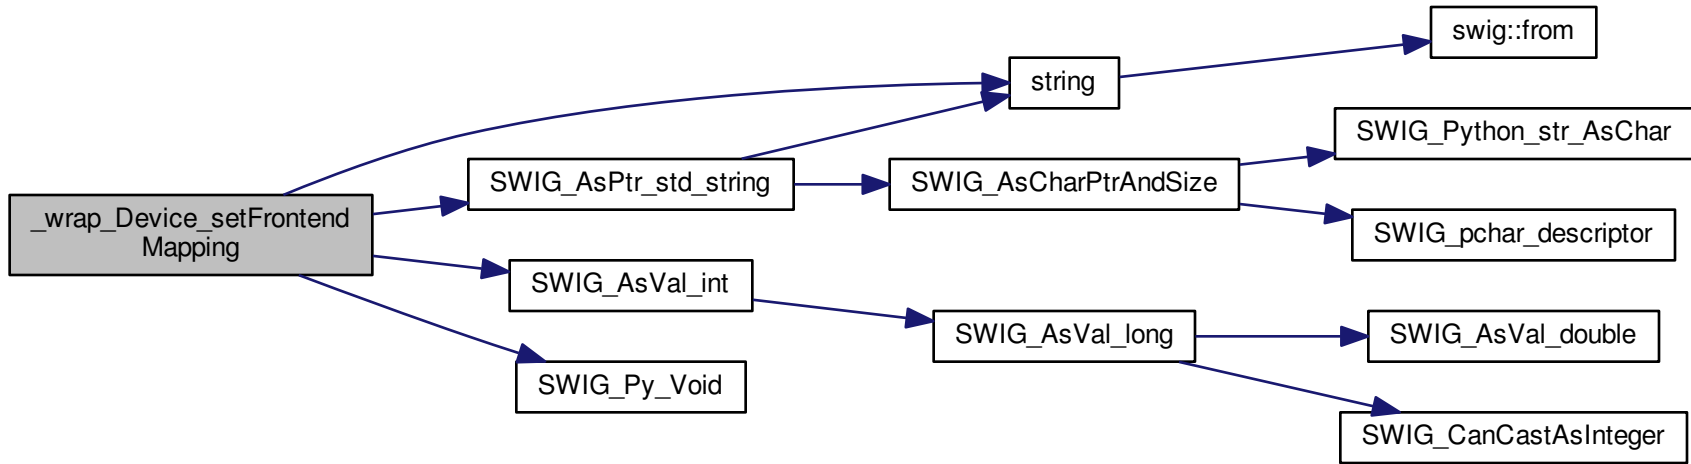 _wrap_Device_setFrontend
Mapping
string
SWIG_AsPtr_std_string
SWIG_AsVal_int
SWIG_Py_Void
swig::from
SWIG_AsCharPtrAndSize
SWIG_Python_str_AsChar
SWIG_pchar_descriptor
SWIG_AsVal_long
SWIG_AsVal_double
SWIG_CanCastAsInteger